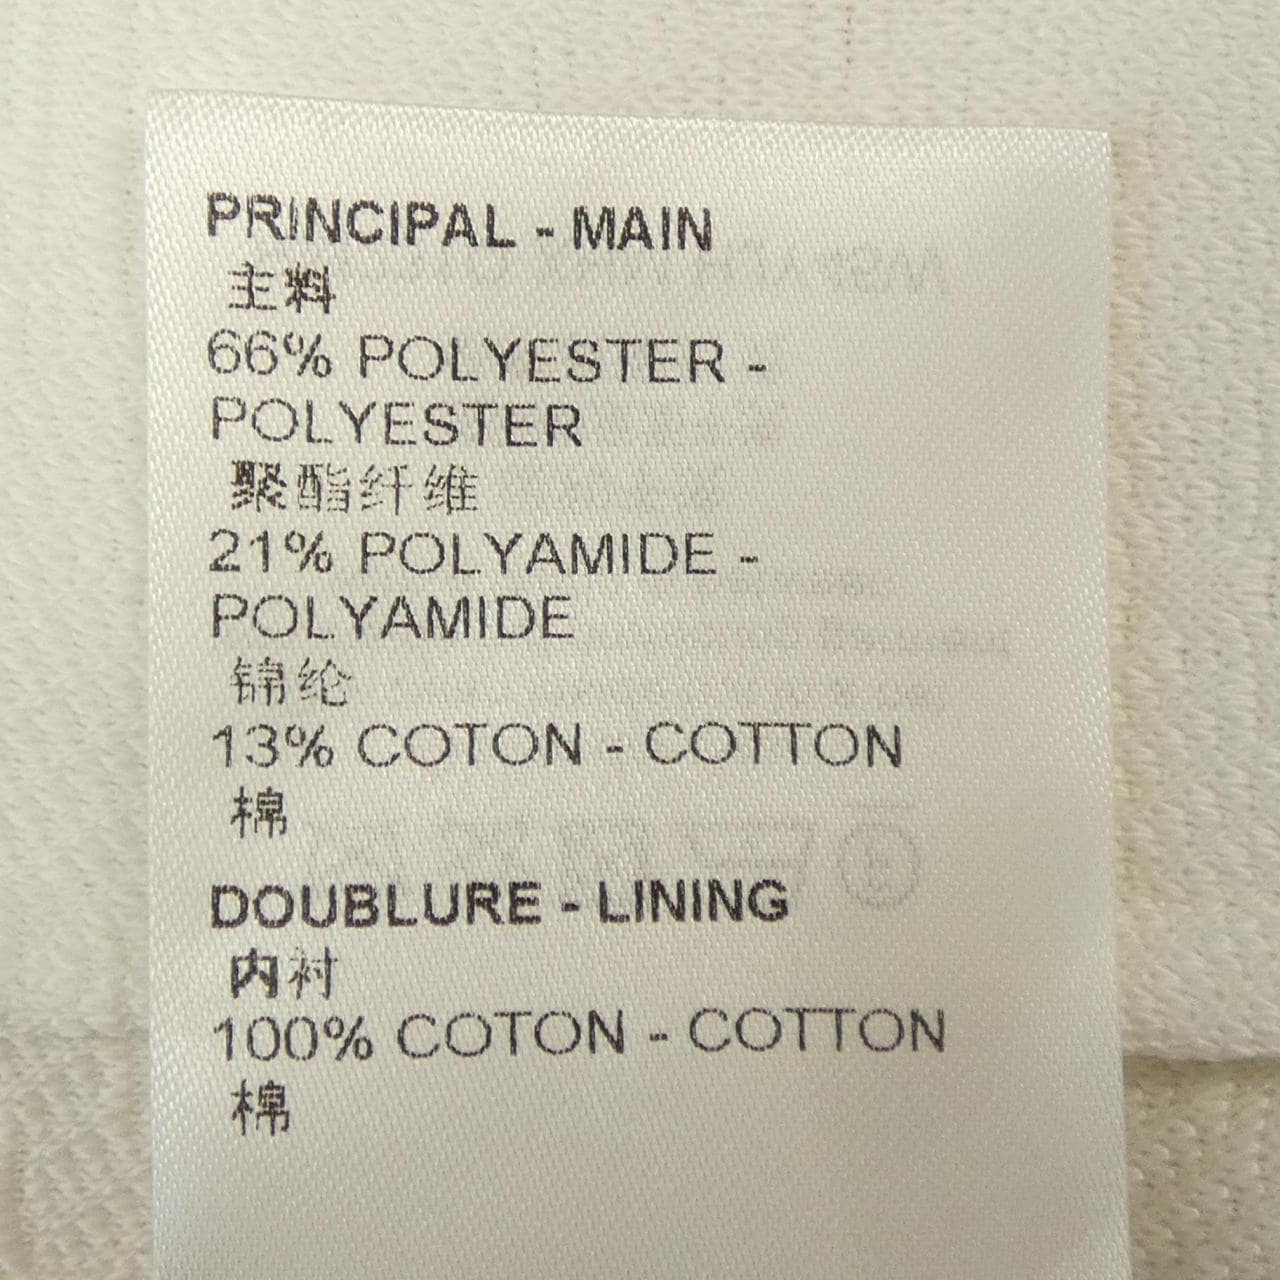 PRINCIPAL - MAIN
主料
66% POLYESTER -
POLYESTER
聚酯纤维
21% POLYAMIDE -
POLYAMIDE
锦纶
13% COTON - COTTON
棉
DOUBLURE - LINING
内衬
100% COTON - COTTON
棉